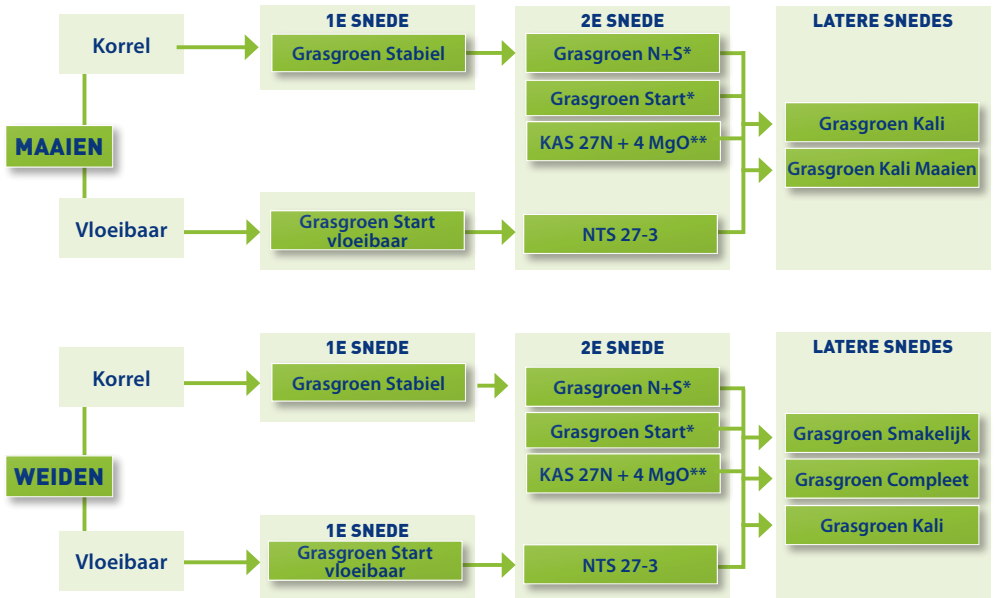 1E SNEDE
2E SNEDE
LATERE SNEDES
Korrel
Grasgroen Stabiel
Grasgroen N+S*
Grasgroen Start*
KAS 27N + 4 MgO**
Grasgroen Kali
Grasgroen Kali Maaien
MAAIEN
Vloeibaar
Grasgroen Start
vloeibaar
NTS 27-3
1E SNEDE
2E SNEDE
LATERE SNEDES
Korrel
Grasgroen Stabiel
Grasgroen N+S*
Grasgroen Start*
KAS 27N + 4 MgO**
Grasgroen Smakelijk
Grasgroen Compleet
Grasgroen Kali
WEIDEN
1E SNEDE
Vloeibaar
Grasgroen Start
vloeibaar
NTS 27-3